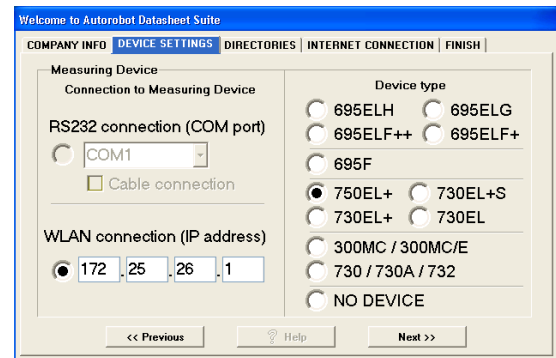 Welcome to Autorobot Datasheet Suite
COMPANY INFO DEVICE SETTINGS DIRECTORIES INTERNET CONNECTION FINISH
Measuring Device
Connection to Measuring Device
RS232 connection (COM port)
COM1
Cable connection
WLAN connection (IP address)
172 . 25 . 26 . 1
Device type
695ELH 695ELG
695ELF++ 695ELF+
695F
750EL+ 730EL+S
730EL+ 730EL
300MC / 300MC/E
730 / 730A / 732
NO DEVICE
<< Previous ? Help Next >>